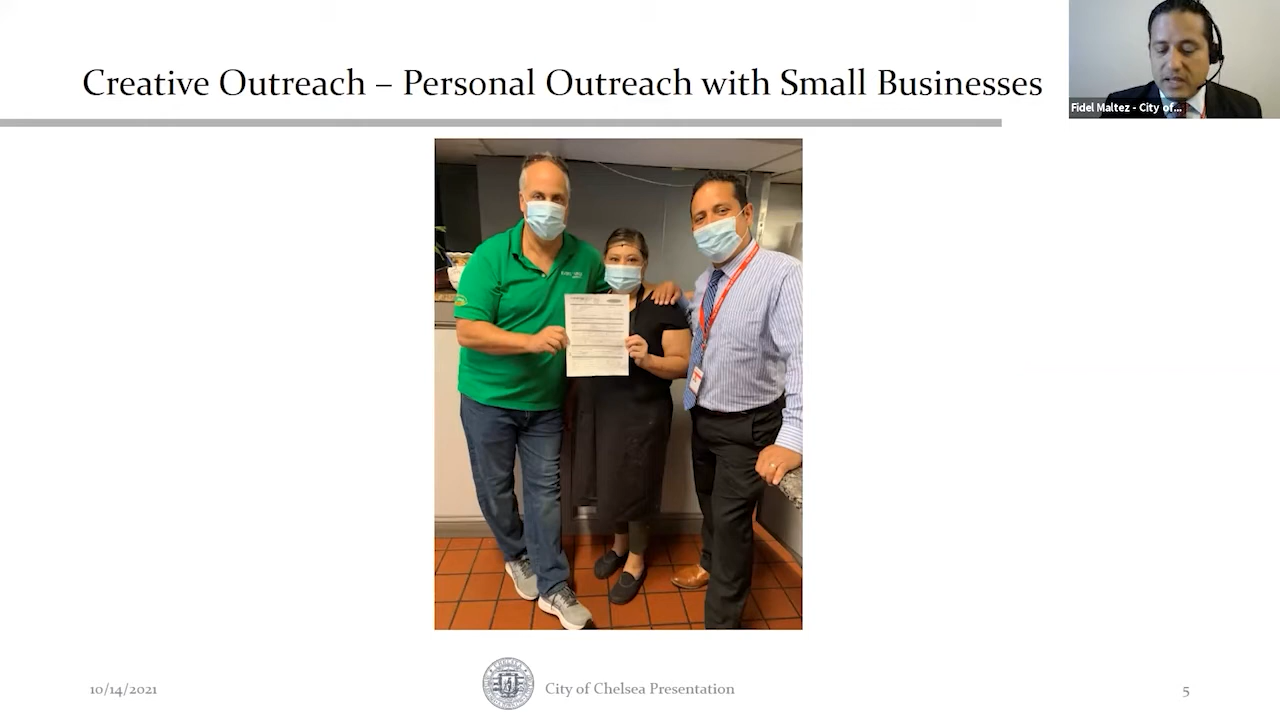 Creative Outreach – Personal Outreach with Small Businesses
Fidel Maltez - City of...
10/14/2021
CHELSEA
City of Chelsea Presentation
5